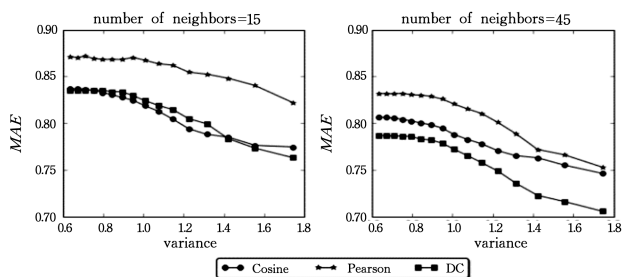 number of neighbors=15
number of neighbors=45
0.90
0.85
0.80
0.75
0.70
MAE
0.6 0.8 1.0 1.2 1.4 1.6 1.8
variance
0.90
0.85
0.80
0.75
0.70
MAE
0.6 0.8 1.0 1.2 1.4 1.6 1.8
variance
Cosine Pearson DC